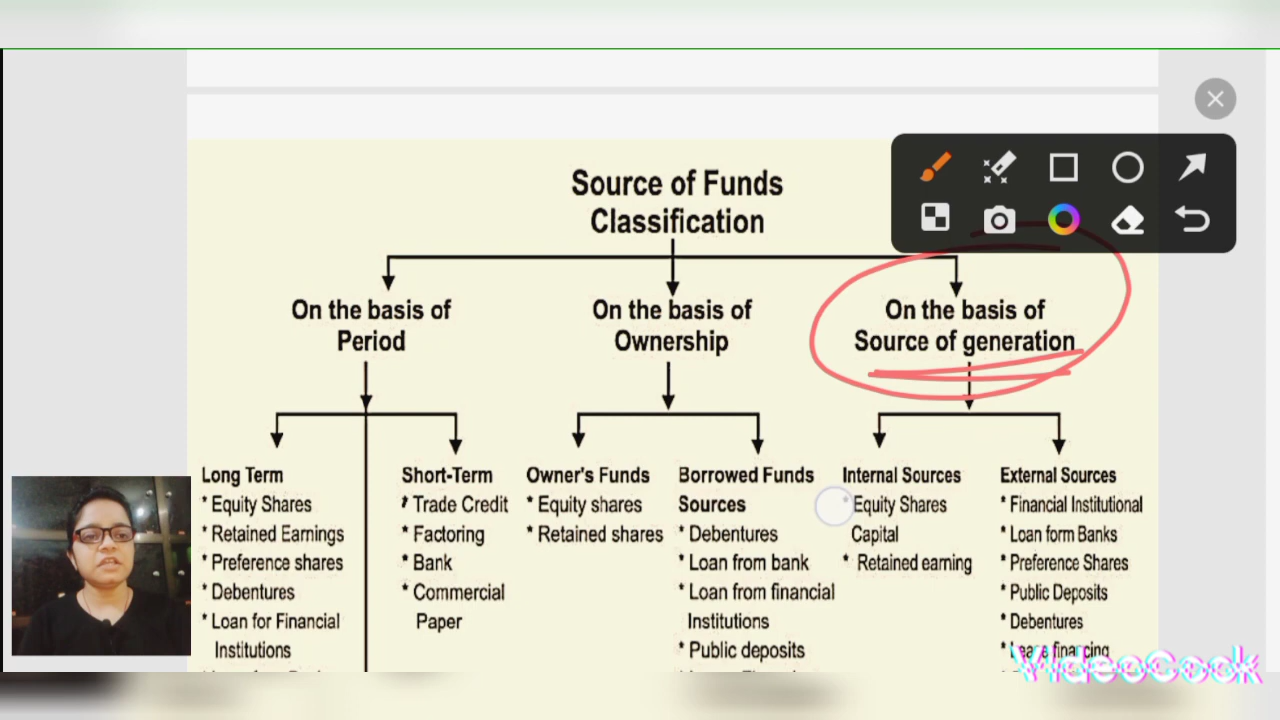 Source of Funds
Classification
On the basis of
Period
On the basis of
Ownership
On the basis of
Source of generation
Long Term
* Equity Shares
* Retained Earnings
* Preference shares
* Debentures
* Loan for Financial
Institutions
Short-Term
* Trade Credit
* Factoring
* Bank
* Commercial
Paper
Owner's Funds
* Equity shares
* Retained shares
Borrowed Funds
Sources
* Debentures
* Loan from bank
* Loan from financial
Institutions
* Public deposits
Internal Sources
* Equity Shares
Capital
* Retained earning
External Sources
* Financial Institutional
* Loan form Banks
* Preference Shares
* Public Deposits
* Debentures
* Lease financing
VideoCook